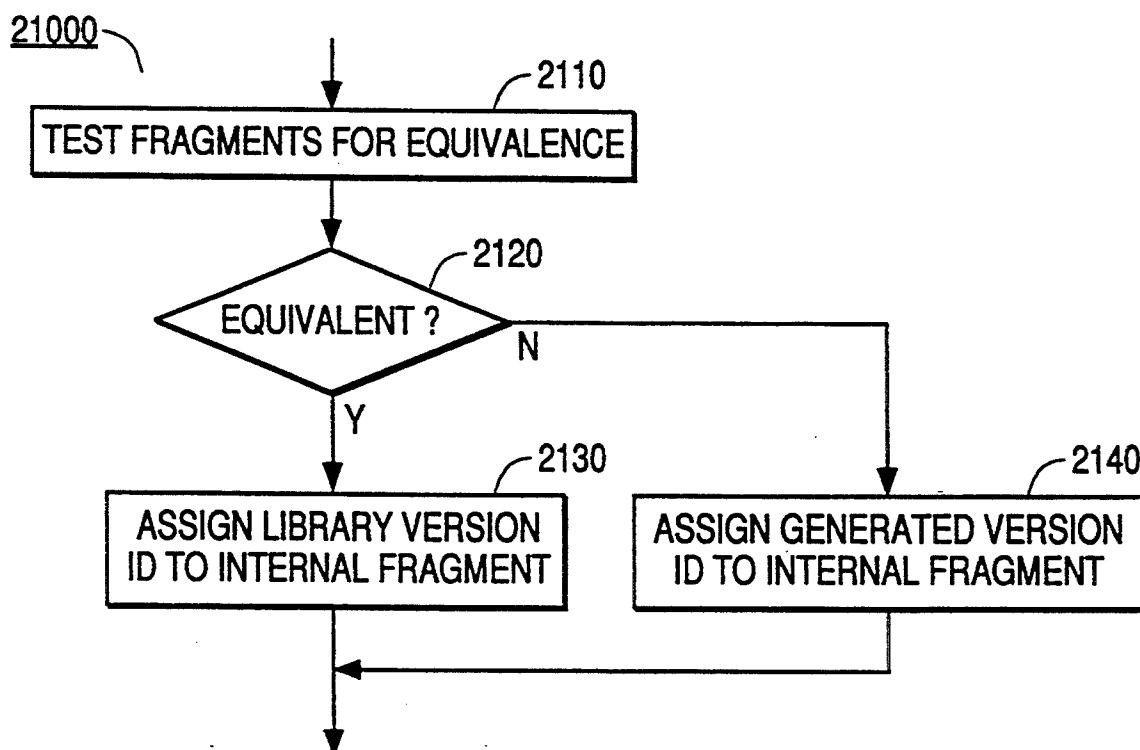 21000
2110
TEST FRAGMENTS FOR EQUIVALENCE
2120
EQUIVALENT ?
N
Y
2130
ASSIGN LIBRARY VERSION
ID TO INTERNAL FRAGMENT
2140
ASSIGN GENERATED VERSION
ID TO INTERNAL FRAGMENT